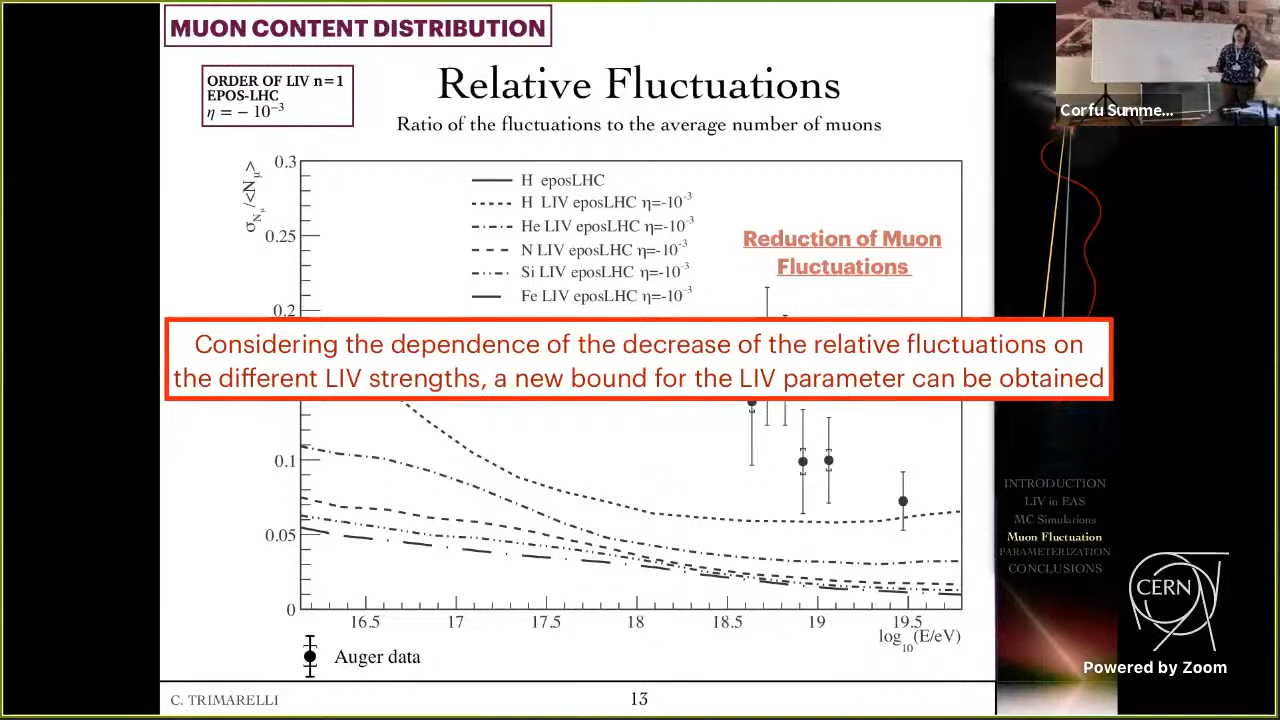 MUON CONTENT DISTRIBUTION
ORDER OF LIV n=1
EPOS-LHC
η = − 10⁻³
Relative Fluctuations
Ratio of the fluctuations to the average number of muons
Corfu Summe...
σ_Nμ/<Nμ>
0.3
0.25
0.2
0.1
0.05
0
H eposLHC
H LIV eposLHC η=-10⁻³
He LIV eposLHC η=-10⁻³
N LIV eposLHC η=-10⁻³
Si LIV eposLHC η=-10⁻³
Fe LIV eposLHC η=-10⁻³
Reduction of Muon
Fluctuations
Considering the dependence of the decrease of the relative fluctuations on
the different LIV strengths, a new bound for the LIV parameter can be obtained
16.5 17 17.5 18 18.5 19 19.5
log₁₀(E/eV)
Auger data
INTRODUCTION
LIV in EAS
MC Simulations
Muon Fluctuation
PARAMETERIZATION
CONCLUSIONS
CERN
Powered by Zoom
C. TRIMARELLI
13